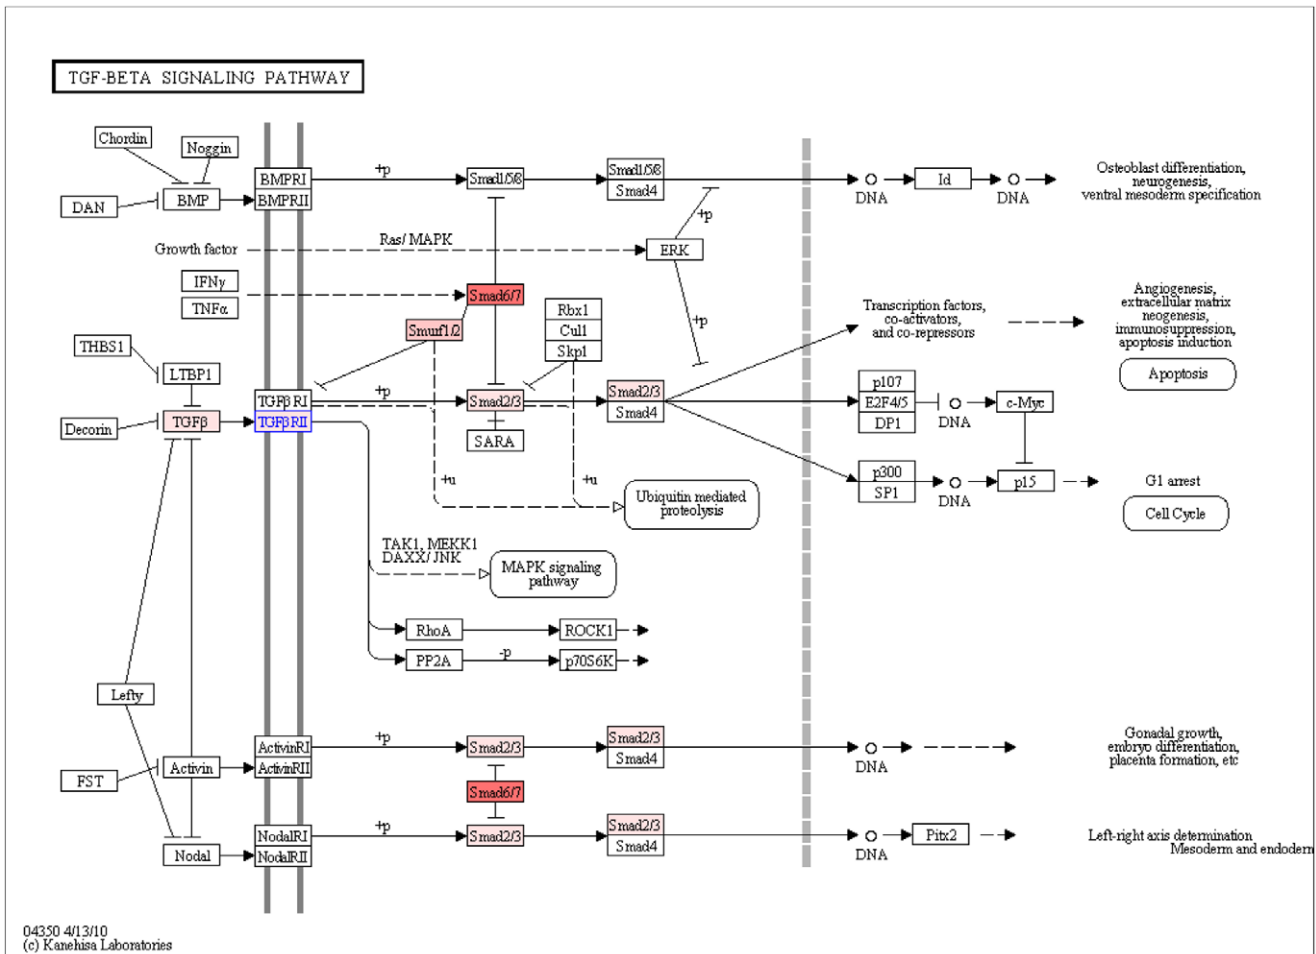 TGF-BETA SIGNALING PATHWAY
Chordin
Noggin
DAN
BMP
BMPRI
BMPRII
+p
Smad1/5/8
Smad1/5/8
Smad4
DNA
Id
DNA
Osteoblast differentiation,
neurogenesis,
ventral mesoderm specification
Growth factor
Ras/ MAPK
ERK
+p
+p
IFNγ
TNFα
Smad6/7
Smurf1/2
Rbx1
Cul1
Skp1
Transcription factors,
co-activators,
and co-repressors
Angiogenesis,
extracellular matrix
neogenesis,
immunosuppression,
apoptosis induction
Apoptosis
THBS1
LTBP1
Decorin
TGFβ
TGFβ RI
TGFβRII
+p
Smad2/3
SARA
Smad2/3
Smad4
p107
E2F4/5
DP1
DNA
c-Myc
p300
SP1
DNA
p15
G1 arrest
Cell Cycle
+u
+u
Ubiquitin mediated
proteolysis
TAK1, MEKK1
DAXX/ JNK
MAPK signaling
pathway
RhoA
ROCK1
PP2A
-p
p70S6K
Lefty
FST
Activin
ActivinRI
ActivinRII
+p
Smad2/3
Smad2/3
Smad4
DNA
Gonadal growth,
embryo differentiation,
placenta formation, etc
Smad6/7
Nodal
NodalRI
NodalRII
+p
Smad2/3
Smad2/3
Smad4
DNA
Pitx2
Left-right axis determination
Mesoderm and endoderm
04350 4/13/10
(c) Kanehisa Laboratories